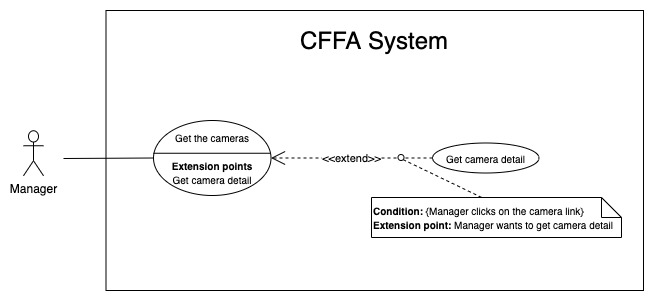 CFFA System
Manager
Get the cameras
Extension points
Get camera detail
<<extend>>
Get camera detail
Condition: {Manager clicks on the camera link}
Extension point: Manager wants to get camera detail